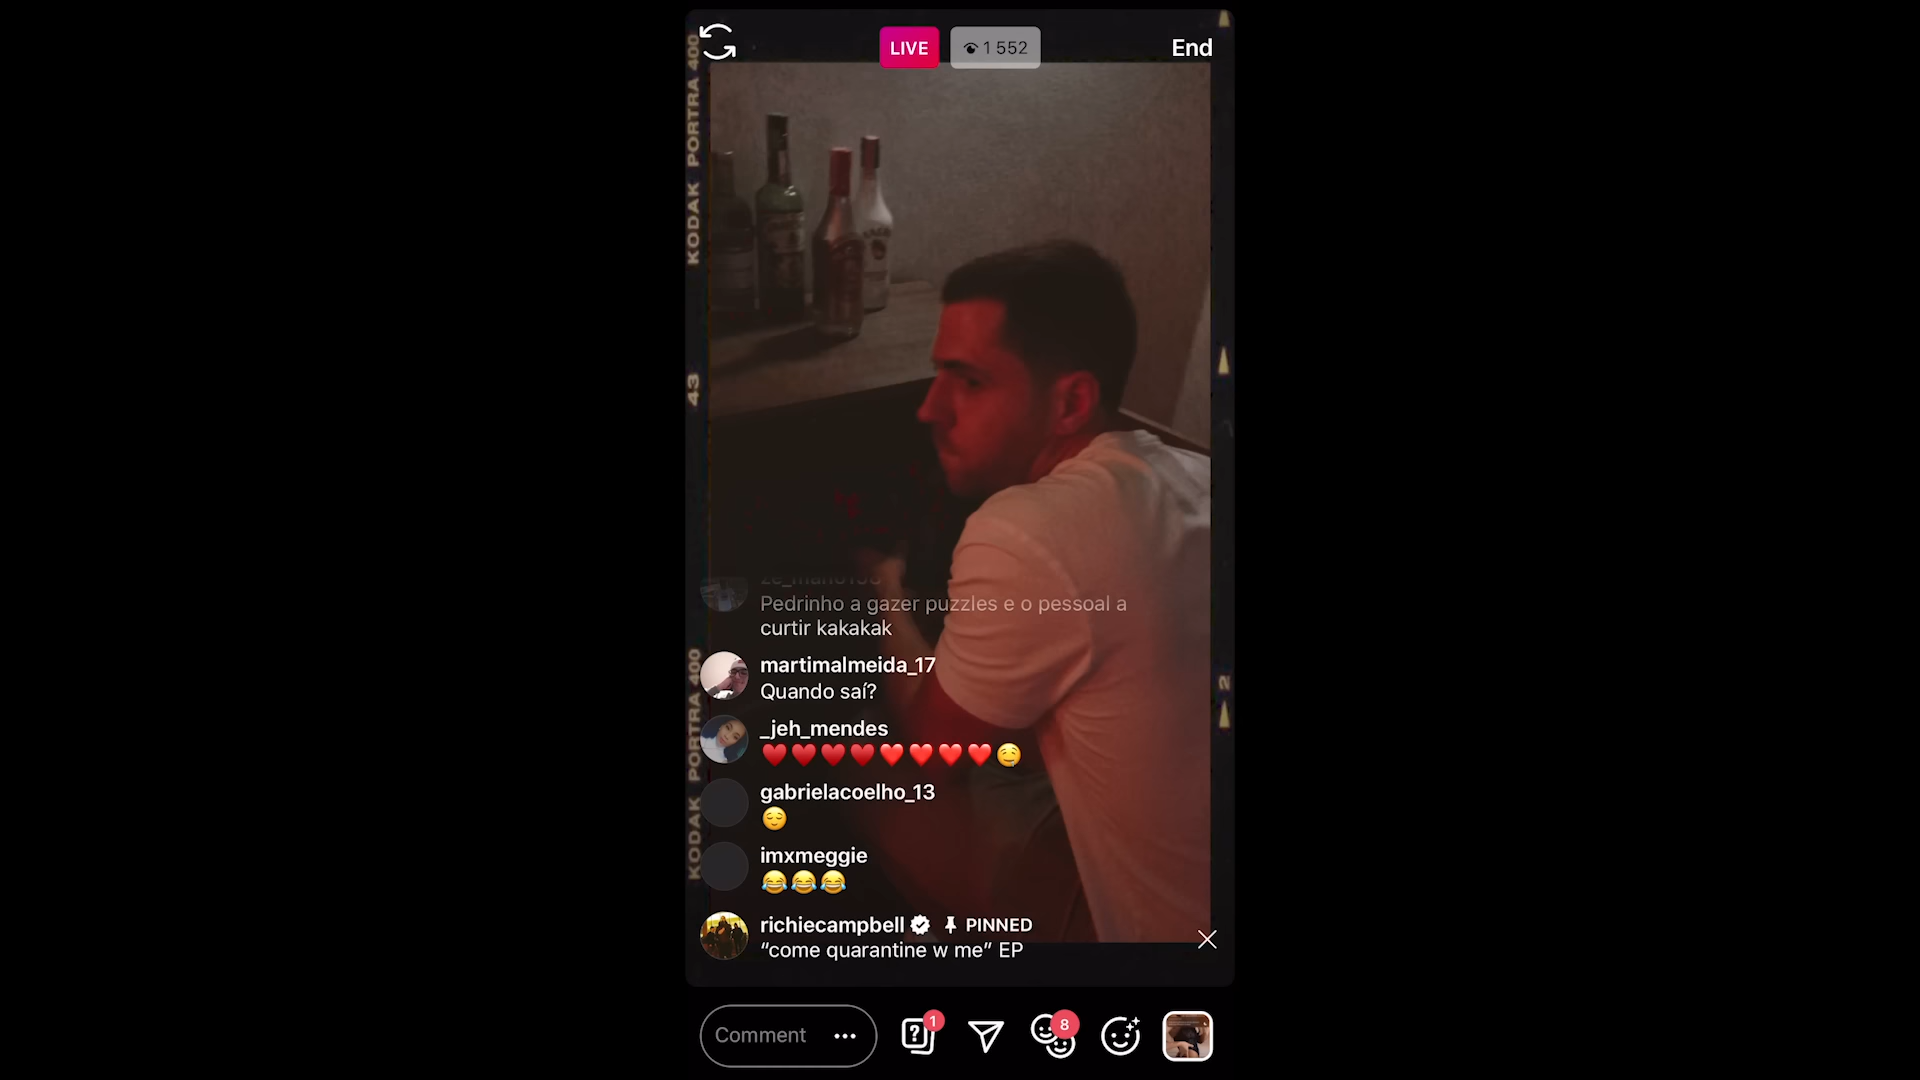 LIVE
1 552
End
KODAK PORTRA 400
43
Pedrinho a gazer puzzles e o pessoal a
curtir kakakak
martimalmeida_17
Quando saí?
_jeh_mendes
❤️❤️❤️❤️❤️❤️❤️❤️🤤
gabrielacoelho_13
😌
imxmeggie
😂😂😂
KODAK PORTRA 400
2
richiecampbell PINNED
“come quarantine w me” EP
Comment
1
8